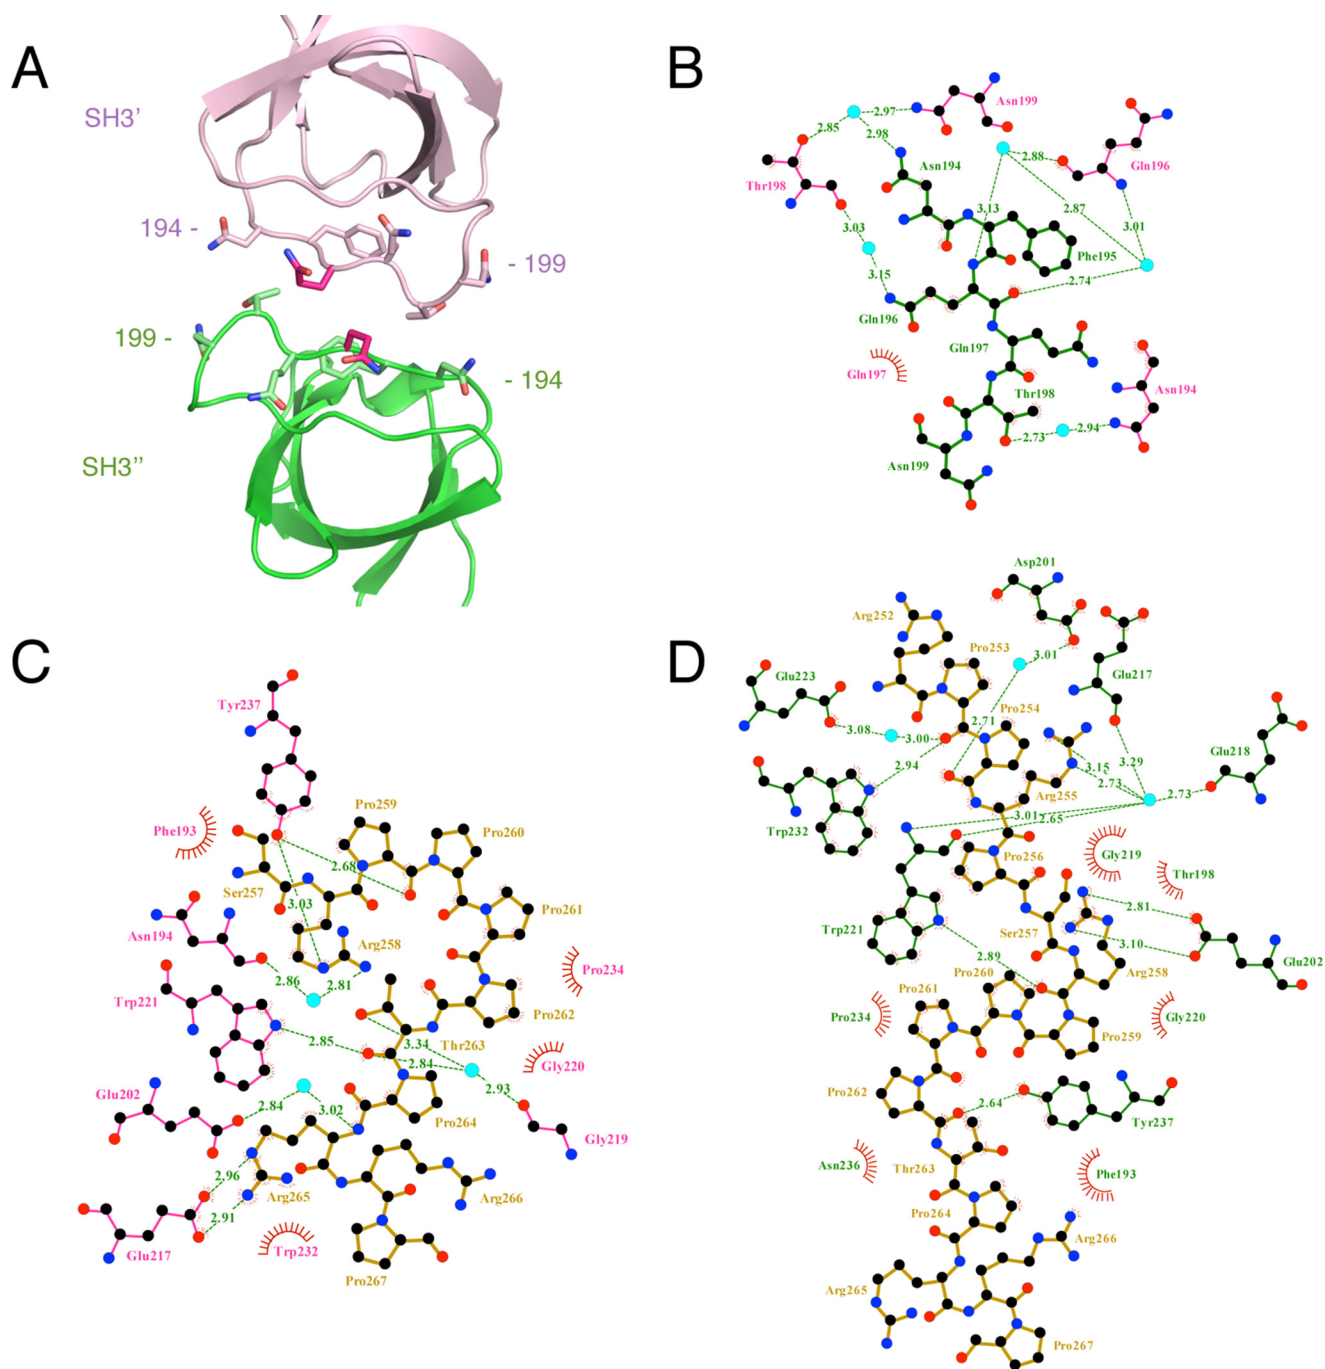 A
SH3’
194 -
- 199
199 -
- 194
SH3’’
B
Asn199
2.97
2.85
2.98
Asn194
Thr198
2.88
Gln196
3.13
2.87
3.03
3.01
Phe195
3.15
2.74
Gln196
Gln197
Gln197
Thr198
Asn194
2.73
2.94
Asn199
C
Tyr237
Phe193
Pro259
Pro260
2.68
Ser257
3.03
Pro261
Asn194
Arg258
Pro234
2.86
2.81
Trp221
Pro262
Thr263
2.85
3.34
2.84
Gly220
Glu202
2.93
2.84
3.02
Pro264
Gly219
2.96
Arg265
Arg266
2.91
Glu217
Trp232
Pro267
D
Asp201
Arg252
Pro253
3.01
Glu217
Glu223
Pro254
2.71
3.08
3.00
Glu218
2.94
3.15
3.29
2.73
2.73
Arg255
3.01
2.65
Trp232
Pro256
Gly219
Thr198
2.81
Trp221
Ser257
3.10
2.89
Glu202
Arg258
Pro260
Pro261
Pro234
Gly220
Pro259
Pro262
2.64
Tyr237
Asn236
Thr263
Phe193
Pro264
Arg266
Arg265
Pro267